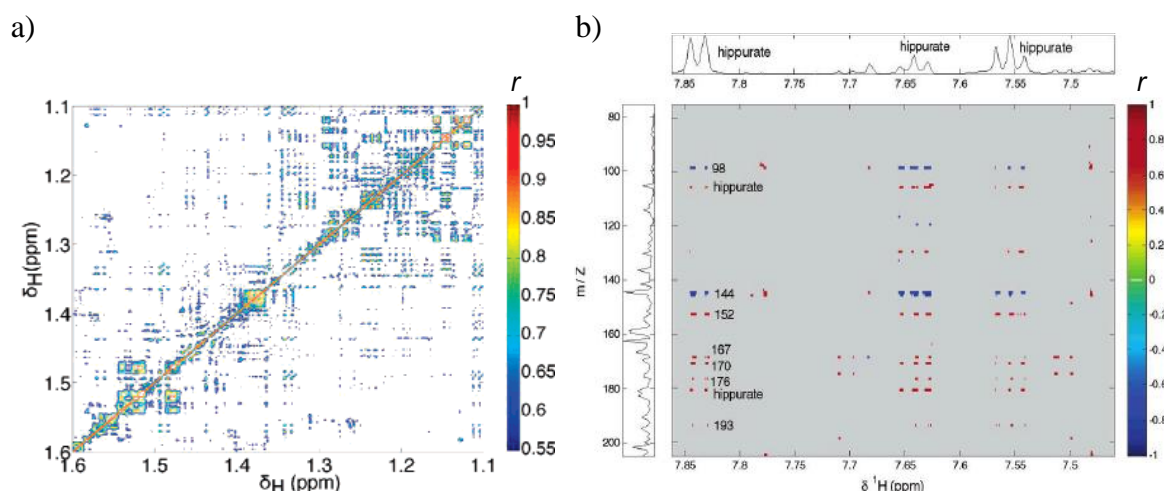 a)
r
1.1
1.2
1.3
1.4
1.5
1.6
δH(ppm)
1.6 1.5 1.4 1.3 1.2 1.1
δH (ppm)
1
0.95
0.9
0.85
0.8
0.75
0.7
0.65
0.6
0.55
b)
hippurate
hippurate
hippurate
7.85 7.8 7.75 7.7 7.65 7.6 7.55 7.5
r
80
100
120
140
160
180
200
m / Z
98
hippurate
144
152
167
170
176
hippurate
193
7.85 7.8 7.75 7.7 7.65 7.6 7.55 7.5
δ ¹H (ppm)
1
0.8
0.6
0.4
0.2
0
-0.2
-0.4
-0.6
-0.8
-1